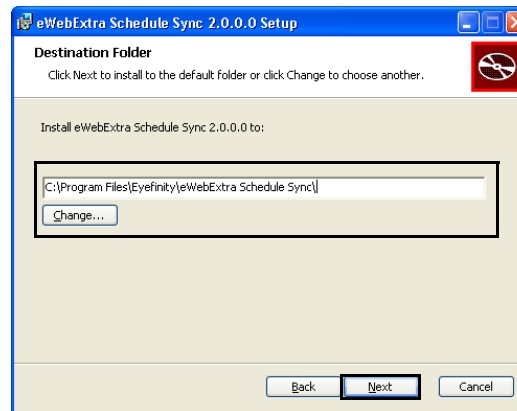 eWebExtra Schedule Sync 2.0.0.0 Setup
Destination Folder
Click Next to install to the default folder or click Change to choose another.
Install eWebExtra Schedule Sync 2.0.0.0 to:
C:\Program Files\Eyefinity\eWebExtra Schedule Sync\
Change...
Back Next Cancel